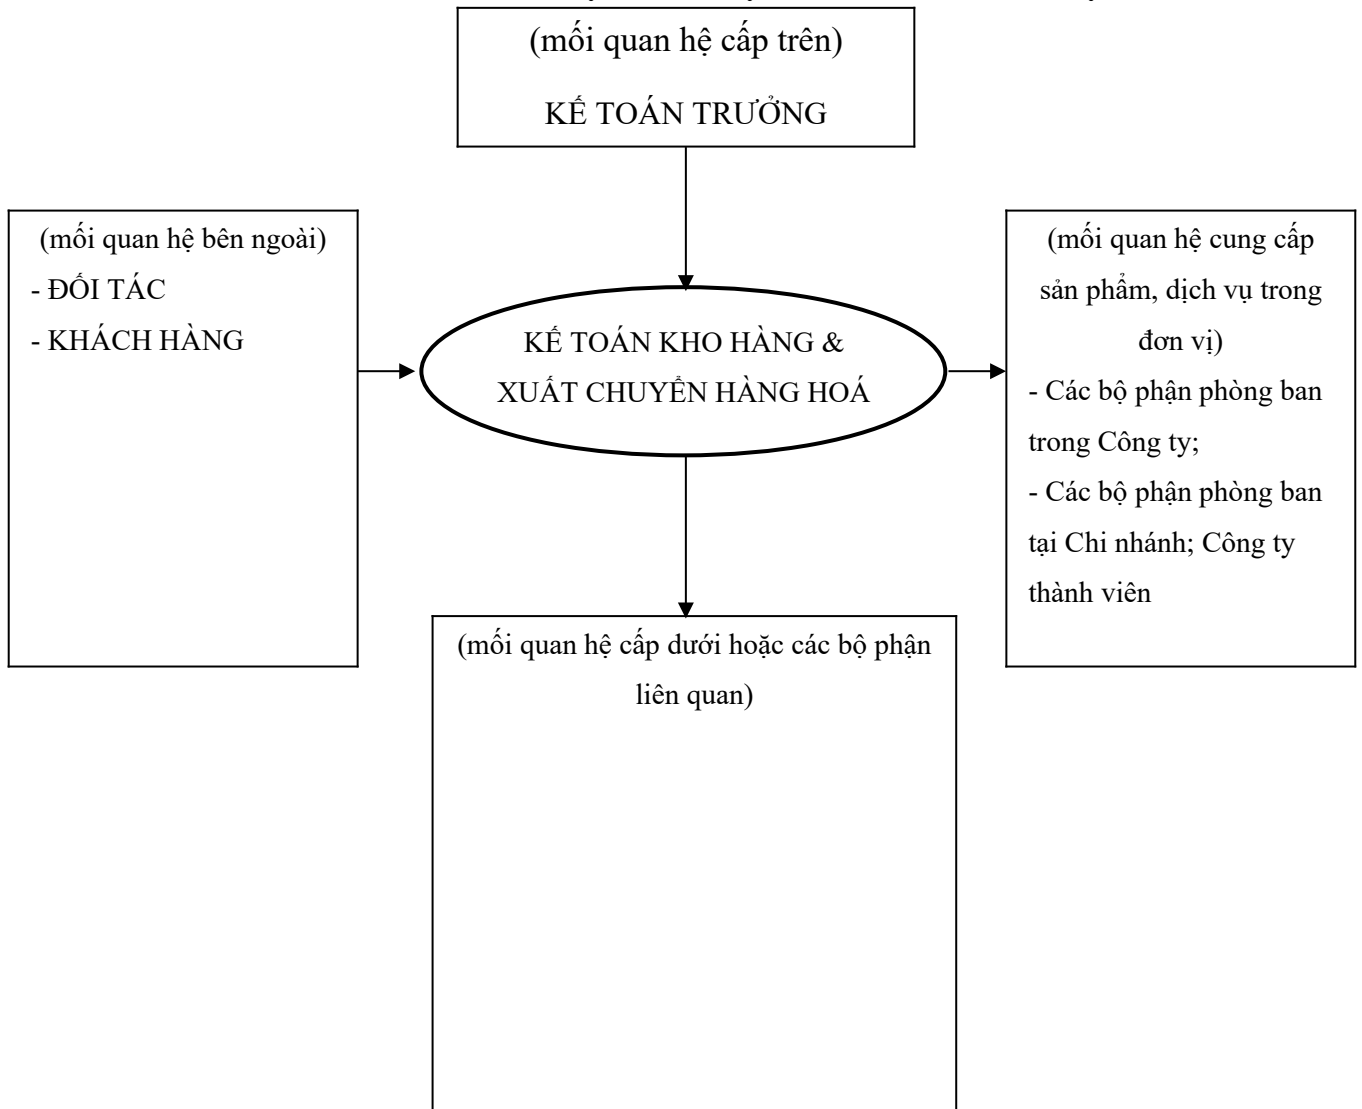 (mối quan hệ cấp trên)
KẾ TOÁN TRƯỞNG
(mối quan hệ bên ngoài)
- ĐỐI TÁC
- KHÁCH HÀNG
KẾ TOÁN KHO HÀNG &
XUẤT CHUYỂN HÀNG HOÁ
(mối quan hệ cung cấp
sản phẩm, dịch vụ trong
đơn vị)
- Các bộ phận phòng ban
trong Công ty;
- Các bộ phận phòng ban
tại Chi nhánh; Công ty
thành viên
(mối quan hệ cấp dưới hoặc các bộ phận
liên quan)